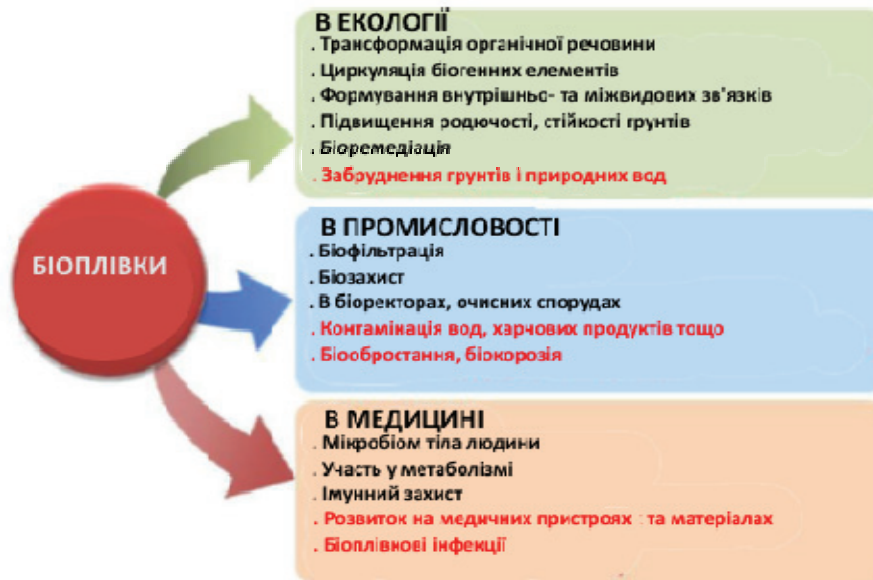 БІОПЛІВКИ
В ЕКОЛОГІЇ
. Трансформація органічної речовини
. Циркуляція біогенних елементів
. Формування внутрішньо- та міжвидових зв'язків
. Підвищення родючості, стійкості грунтів
. Біоремедіація
. Забруднення грунтів і природних вод
В ПРОМИСЛОВОСТІ
. Біофільтрація
. Біозахист
. В біоректорах, очисних спорудах
. Контамінація вод, харчових продуктів тощо
. Біообростання, біокорозія
В МЕДИЦИНІ
. Мікробіом тіла людини
. Участь у метаболізмі
. Імунний захист
. Розвиток на медичних пристроях та матеріалах
. Біоплівкові інфекції